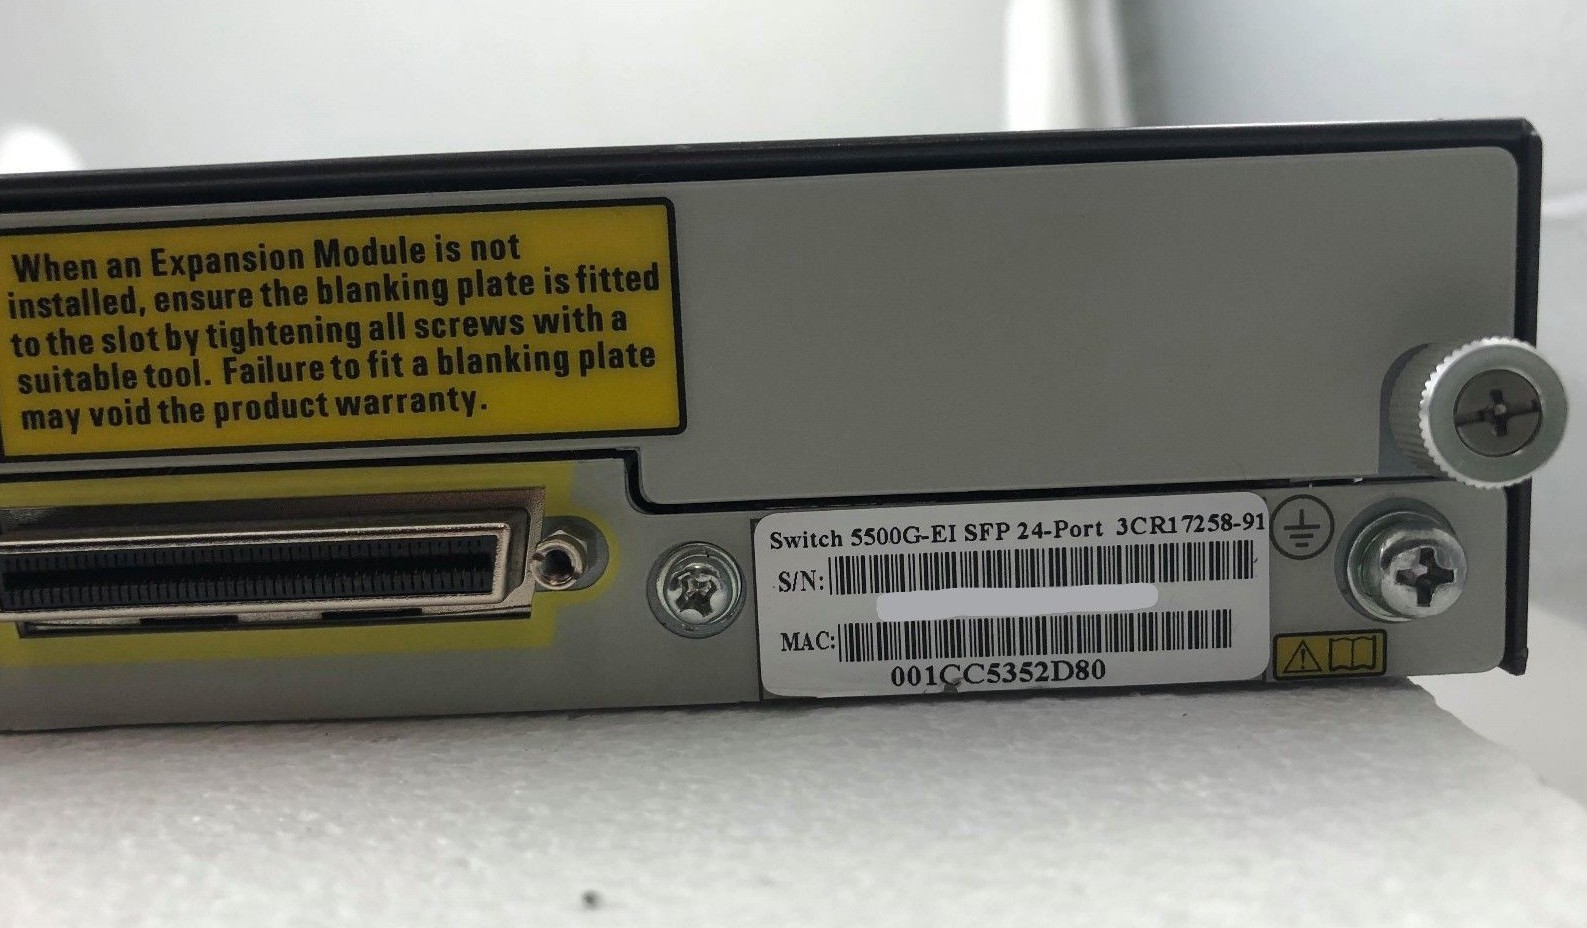 When an Expansion Module is not
installed, ensure the blanking plate is fitted
to the slot by tightening all screws with a
suitable tool. Failure to fit a blanking plate
may void the product warranty.
Switch 5500G-EI SFP 24-Port 3CR17258-91
S/N:
MAC:
001CC5352D80